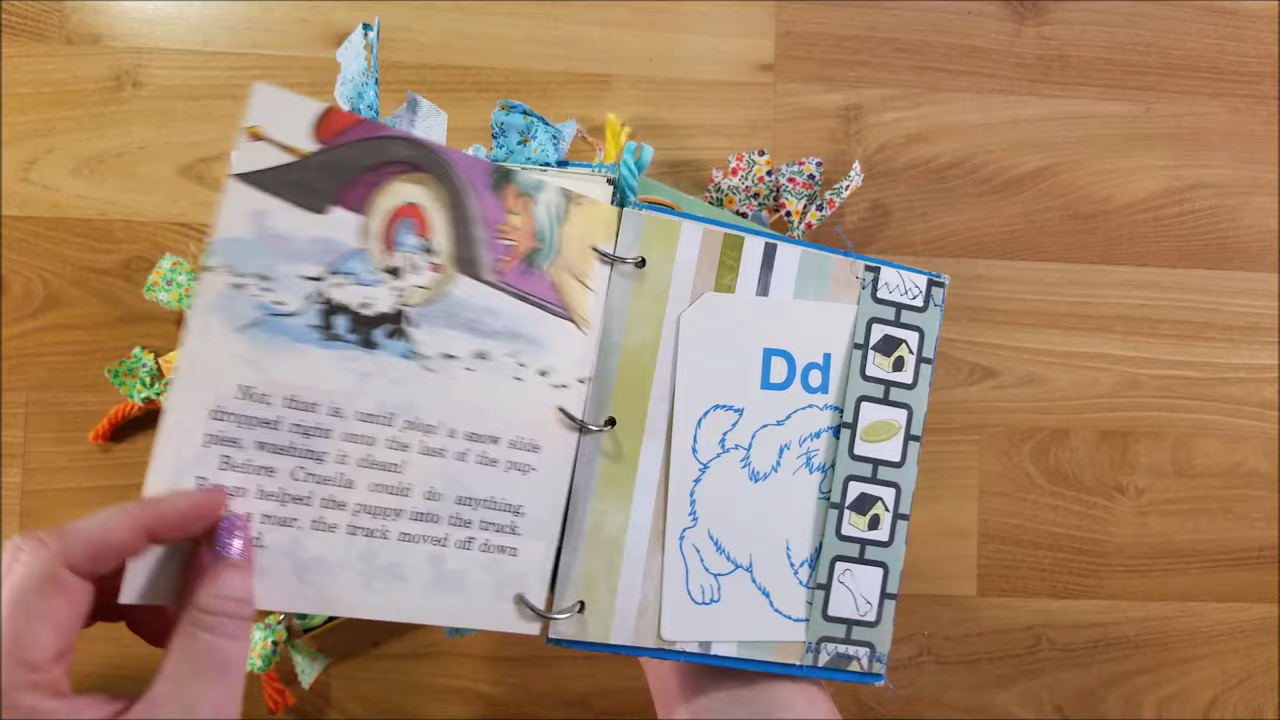 Not, that is, until plop! a snow slide
dropped right onto the last of the pup-
pies, washing it clean!
Before Cruella could do anything,
helped the puppy into the truck.
roar, the truck moved off down
Dd